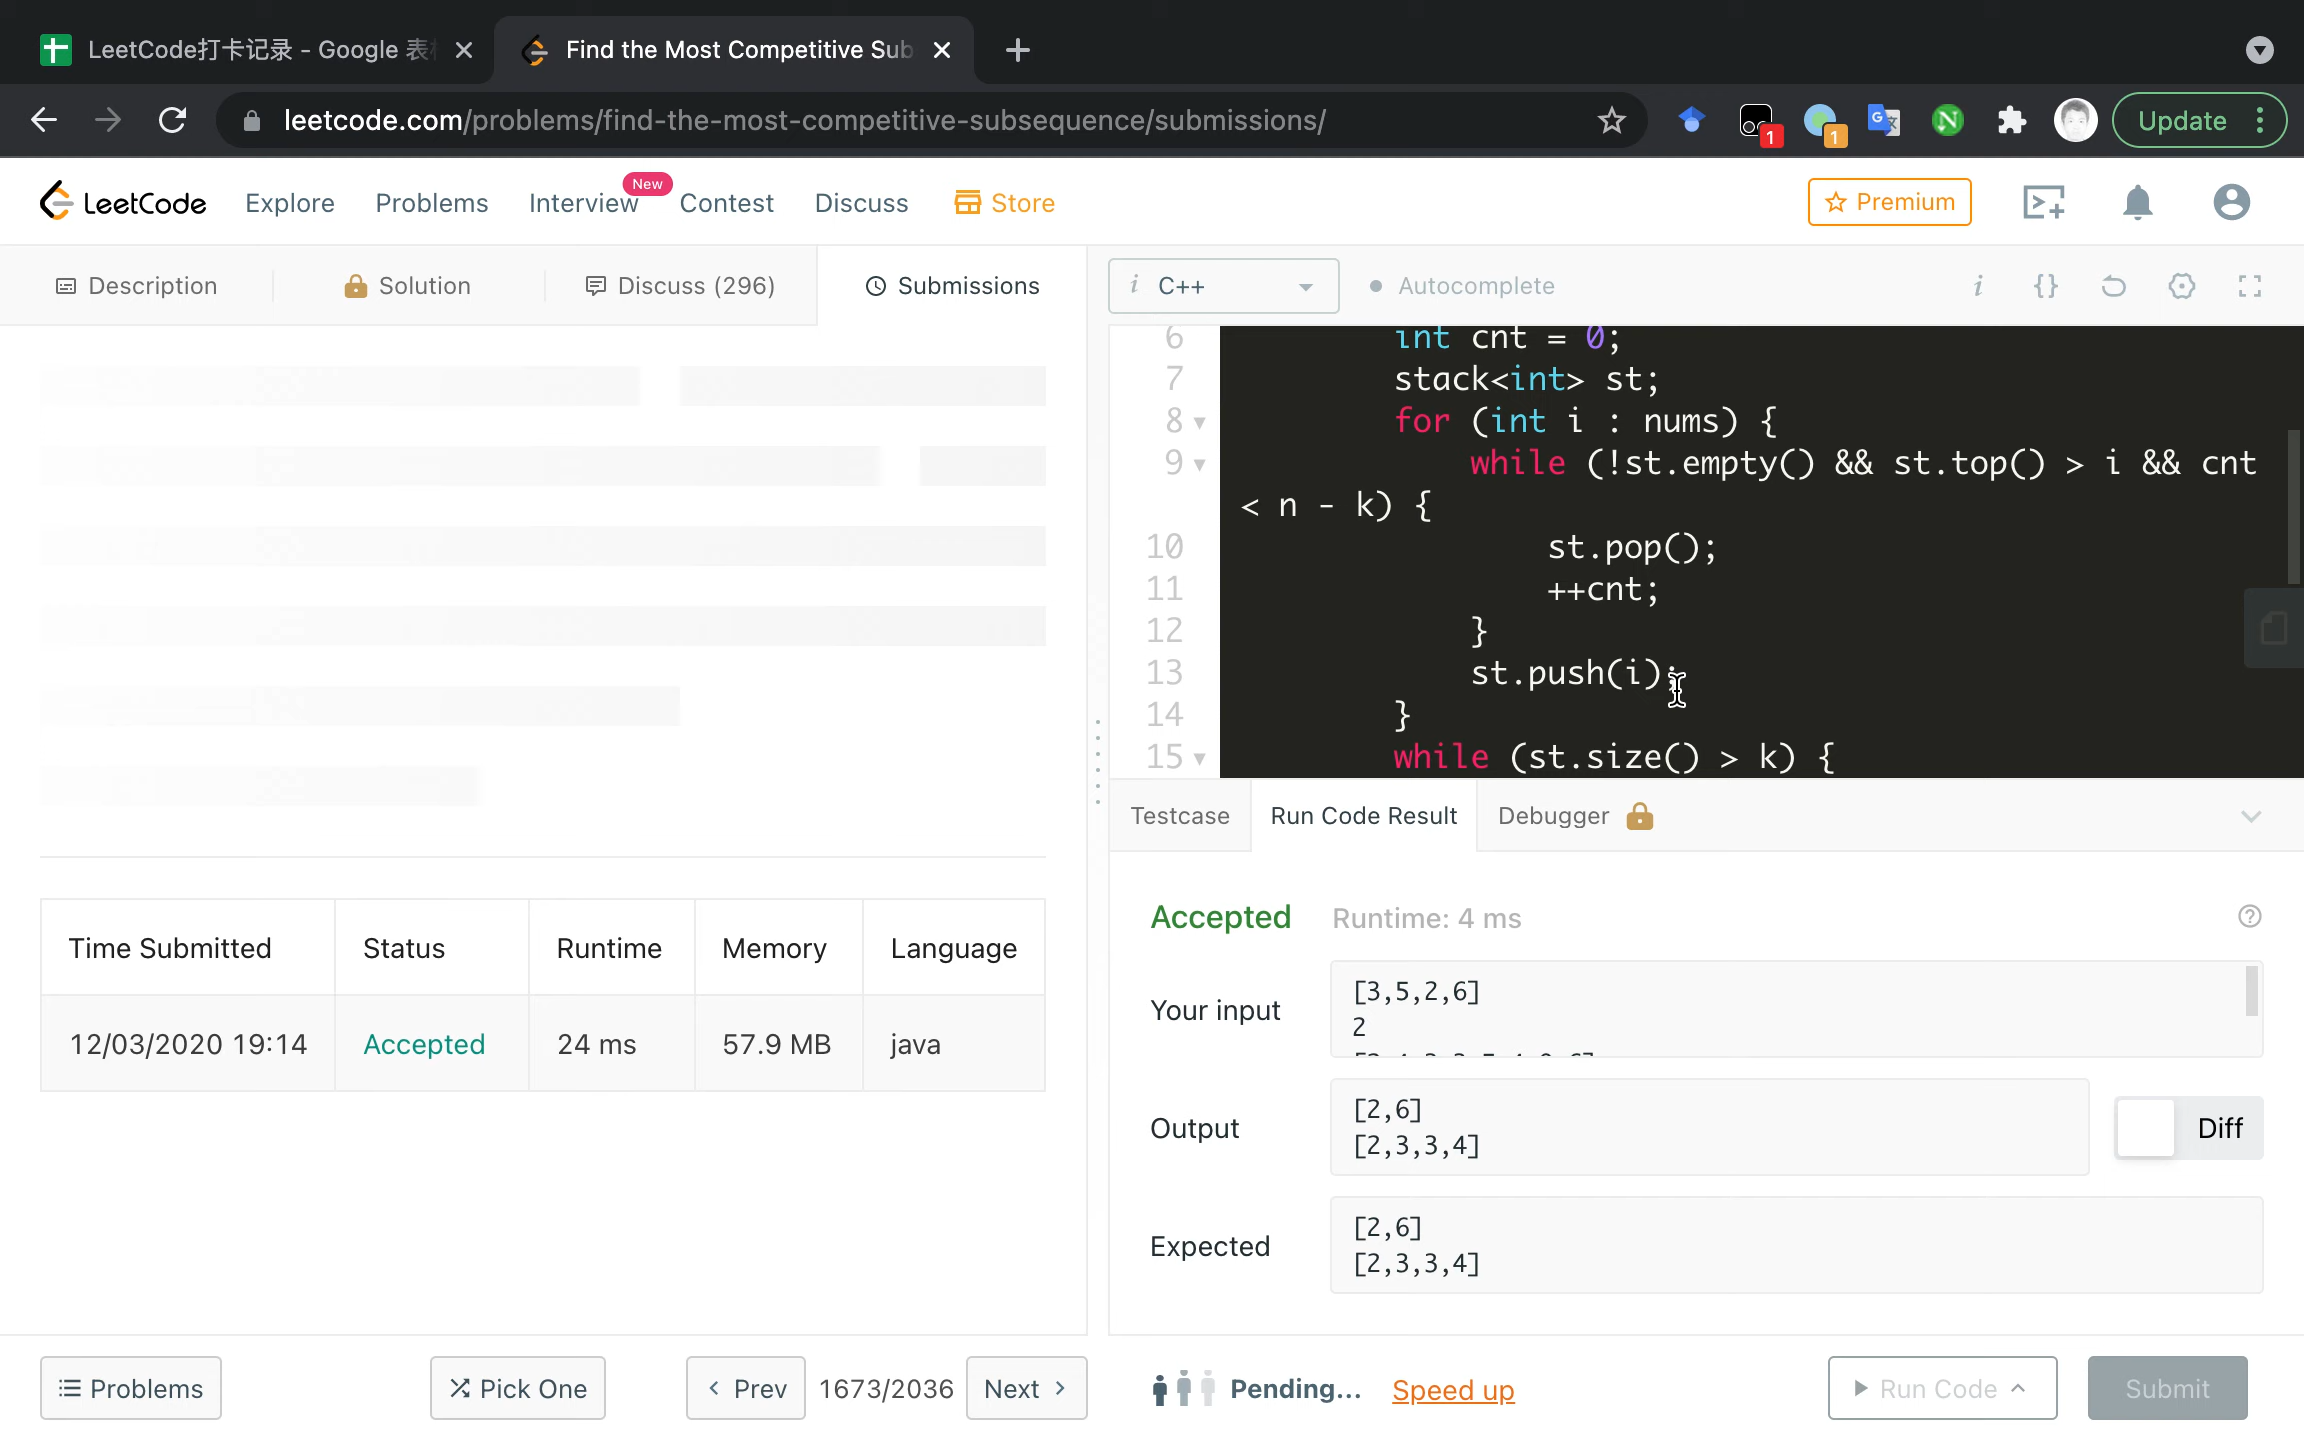 LeetCode打卡记录 - Google 表
Find the Most Competitive Sub
leetcode.com/problems/find-the-most-competitive-subsequence/submissions/
1
1
Update
LeetCode
Explore
Problems
Interview
New
Contest
Discuss
Store
Premium
Description
Solution
Discuss (296)
Submissions
i C++
Autocomplete
i
{}
6 int cnt = 0;
7 stack<int> st;
8 for (int i : nums) {
9 while (!st.empty() && st.top() > i && cnt
< n - k) {
10 st.pop();
11 ++cnt;
12 }
13 st.push(i);
14 }
15 while (st.size() > k) {
Testcase
Run Code Result
Debugger
Accepted
Runtime: 4 ms
Your input
[3,5,2,6]
2
Output
[2,6]
[2,3,3,4]
Diff
Expected
[2,6]
[2,3,3,4]
Time Submitted Status Runtime Memory Language
12/03/2020 19:14 Accepted 24 ms 57.9 MB java
Problems
Pick One
Prev
1673/2036
Next
Pending...
Speed up
Run Code
Submit